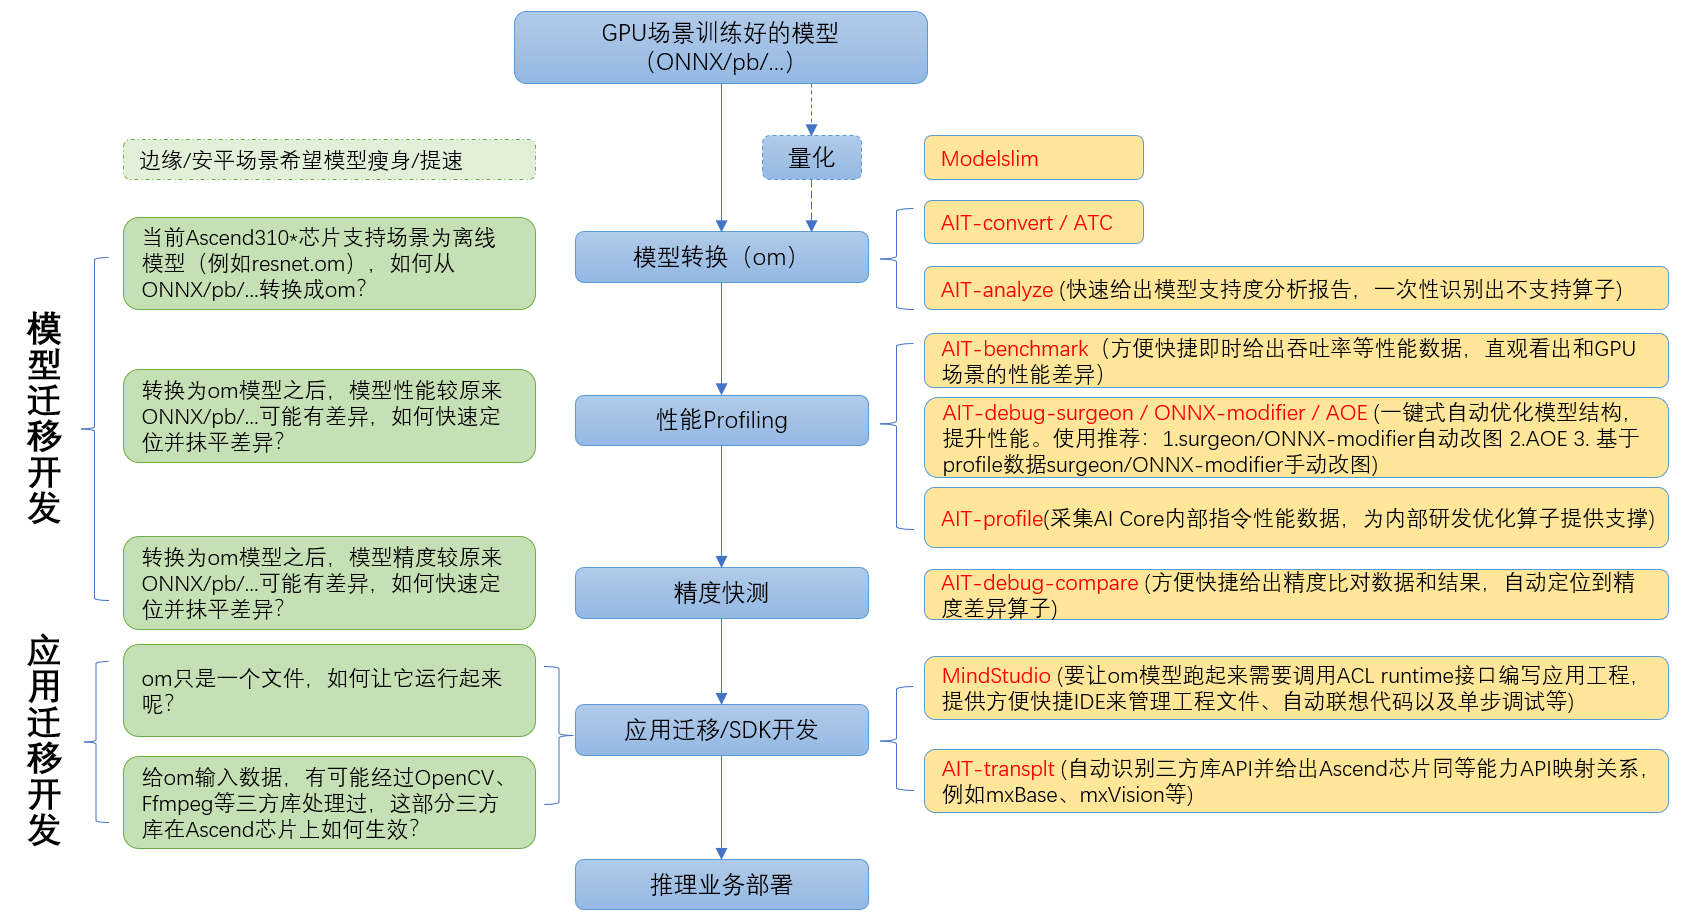 GPU场景训练好的模型
（ONNX/pb/...）
边缘/安平场景希望模型瘦身/提速
量化
Modelslim
模型迁移开发
当前Ascend310*芯片支持场景为离线
模型（例如resnet.om），如何从
ONNX/pb/...转换成om？
模型转换（om）
AIT-convert / ATC
AIT-analyze (快速给出模型支持度分析报告，一次性识别出不支持算子)
转换为om模型之后，模型性能较原来
ONNX/pb/...可能有差异，如何快速定
位并抹平差异？
性能Profiling
AIT-benchmark（方便快捷即时给出吞吐率等性能数据，直观看出和GPU
场景的性能差异）
AIT-debug-surgeon / ONNX-modifier / AOE (一键式自动优化模型结构，
提升性能。使用推荐：1.surgeon/ONNX-modifier自动改图 2.AOE 3. 基于
profile数据surgeon/ONNX-modifier手动改图)
AIT-profile(采集AI Core内部指令性能数据，为内部研发优化算子提供支撑)
转换为om模型之后，模型精度较原来
ONNX/pb/...可能有差异，如何快速定
位并抹平差异？
精度快测
AIT-debug-compare (方便快捷给出精度比对数据和结果，自动定位到精
度差异算子)
应用迁移开发
om只是一个文件，如何让它运行起来
呢？
给om输入数据，有可能经过OpenCV、
Ffmpeg等三方库处理过，这部分三方
库在Ascend芯片上如何生效？
应用迁移/SDK开发
MindStudio (要让om模型跑起来需要调用ACL runtime接口编写应用工程，
提供方便快捷IDE来管理工程文件、自动联想代码以及单步调试等)
AIT-transplt (自动识别三方库API并给出Ascend芯片同等能力API映射关系，
例如mxBase、mxVision等)
推理业务部署